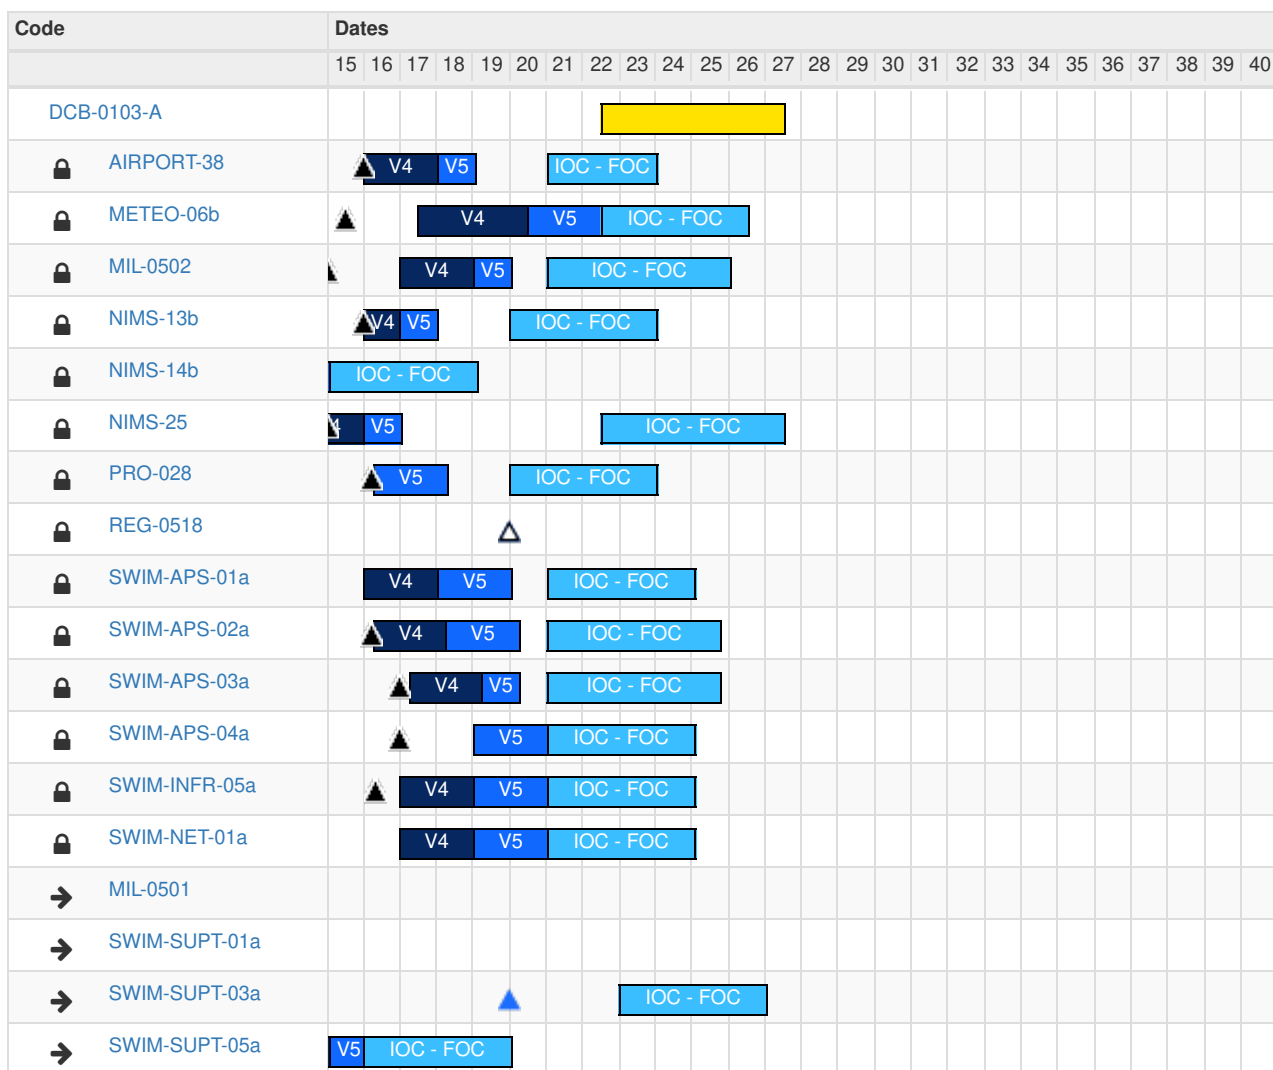 Code Dates
15 16 17 18 19 20 21 22 23 24 25 26 27 28 29 30 31 32 33 34 35 36 37 38 39 40
DCB-0103-A
AIRPORT-38 V4 V5 IOC - FOC
METEO-06b V4 V5 IOC - FOC
MIL-0502 V4 V5 IOC - FOC
NIMS-13b V4 V5 IOC - FOC
NIMS-14b IOC - FOC
NIMS-25 V5 IOC - FOC
PRO-028 V5 IOC - FOC
REG-0518
SWIM-APS-01a V4 V5 IOC - FOC
SWIM-APS-02a V4 V5 IOC - FOC
SWIM-APS-03a V4 V5 IOC - FOC
SWIM-APS-04a V5 IOC - FOC
SWIM-INFR-05a V4 V5 IOC - FOC
SWIM-NET-01a V4 V5 IOC - FOC
MIL-0501
SWIM-SUPT-01a
SWIM-SUPT-03a IOC - FOC
SWIM-SUPT-05a V5 IOC - FOC